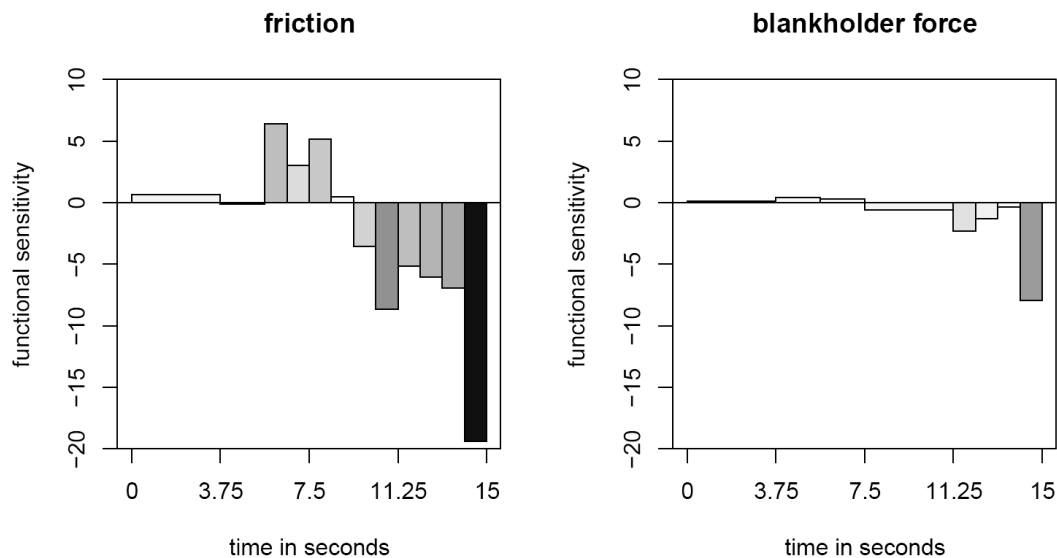 friction
functional sensitivity
10
5
0
−5
−10
−15
−20
0 3.75 7.5 11.25 15
time in seconds
blankholder force
functional sensitivity
10
5
0
−5
−10
−15
−20
0 3.75 7.5 11.25 15
time in seconds